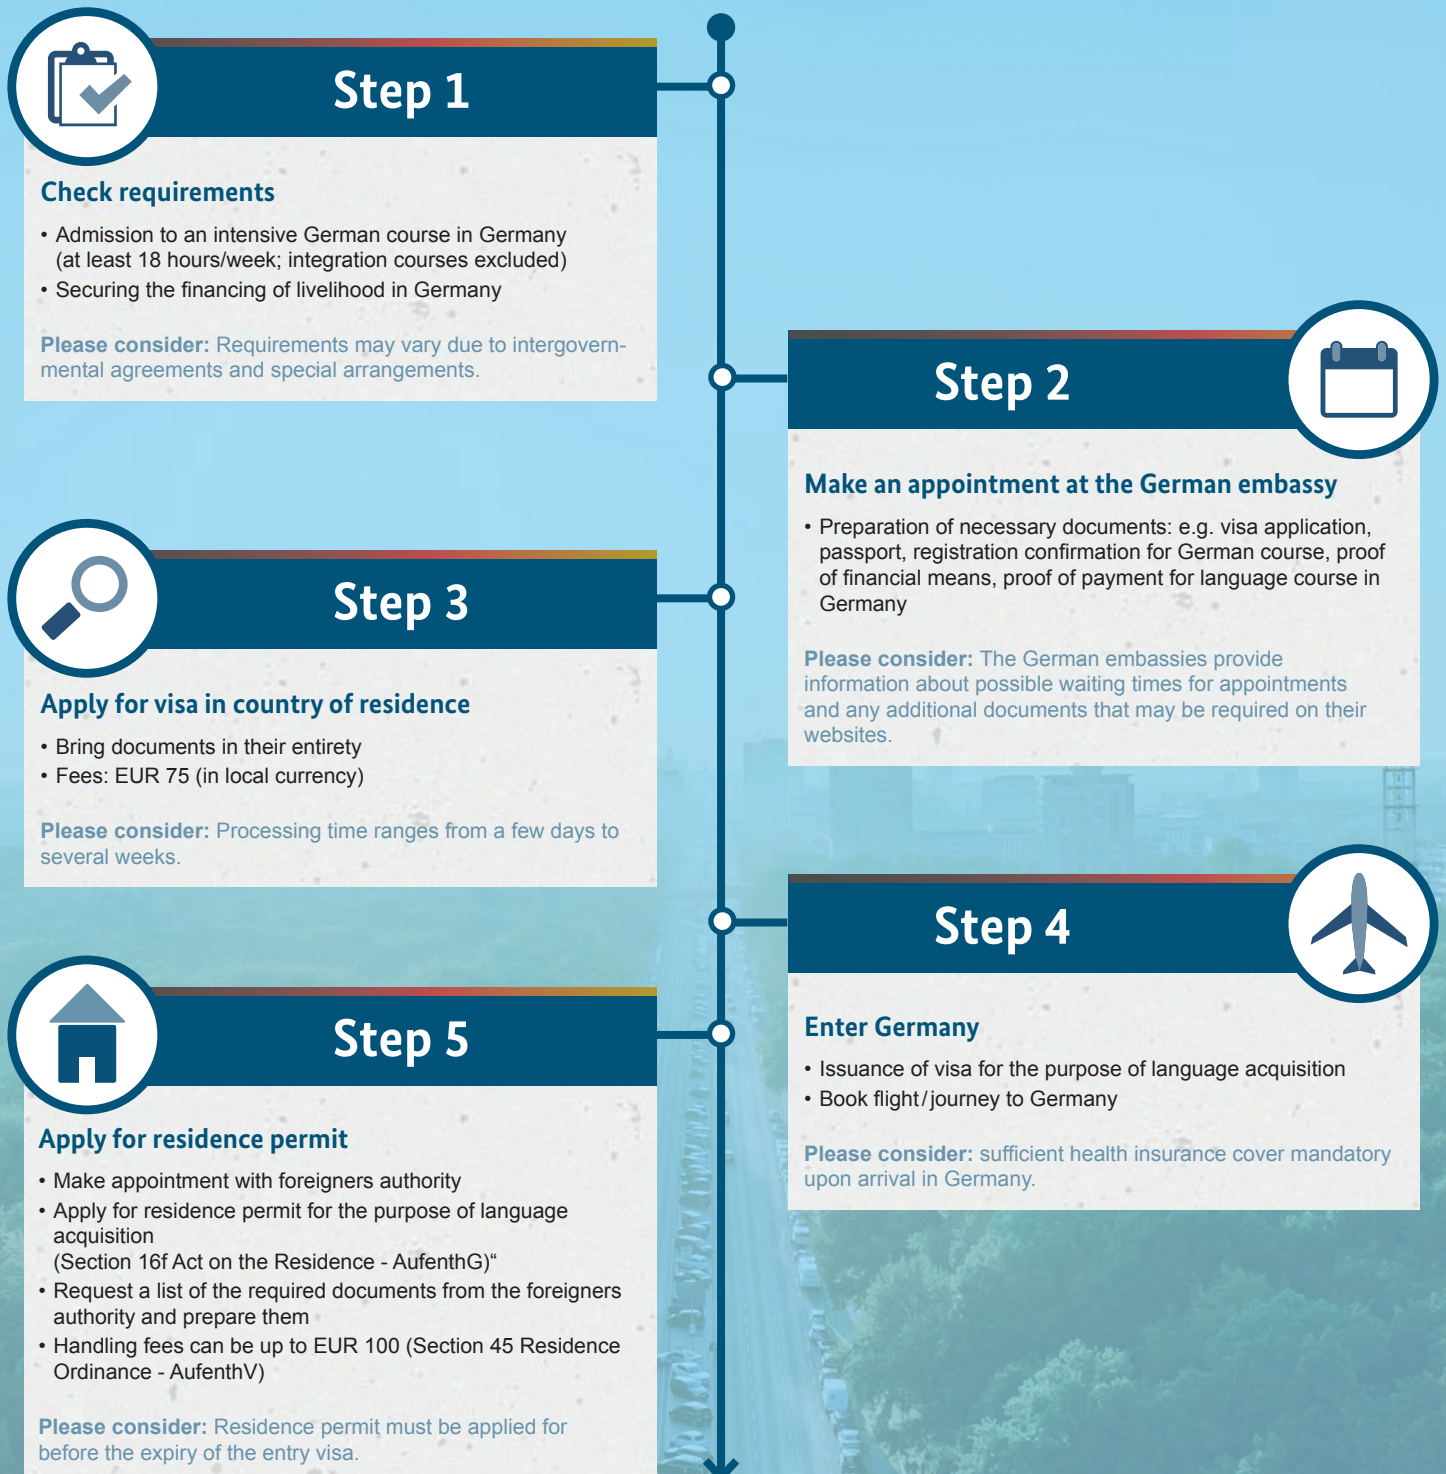 Step 1
Check requirements
• Admission to an intensive German course in Germany
(at least 18 hours/week; integration courses excluded)
• Securing the financing of livelihood in Germany
Please consider: Requirements may vary due to intergovern-
mental agreements and special arrangements.
Step 2
Make an appointment at the German embassy
• Preparation of necessary documents: e.g. visa application,
passport, registration confirmation for German course, proof
of financial means, proof of payment for language course in
Germany
Please consider: The German embassies provide
information about possible waiting times for appointments
and any additional documents that may be required on their
websites.
Step 3
Apply for visa in country of residence
• Bring documents in their entirety
• Fees: EUR 75 (in local currency)
Please consider: Processing time ranges from a few days to
several weeks.
Step 4
Enter Germany
• Issuance of visa for the purpose of language acquisition
• Book flight/journey to Germany
Please consider: sufficient health insurance cover mandatory
upon arrival in Germany.
Step 5
Apply for residence permit
• Make appointment with foreigners authority
• Apply for residence permit for the purpose of language
acquisition
(Section 16f Act on the Residence - AufenthG)“
• Request a list of the required documents from the foreigners
authority and prepare them
• Handling fees can be up to EUR 100 (Section 45 Residence
Ordinance - AufenthV)
Please consider: Residence permit must be applied for
before the expiry of the entry visa.